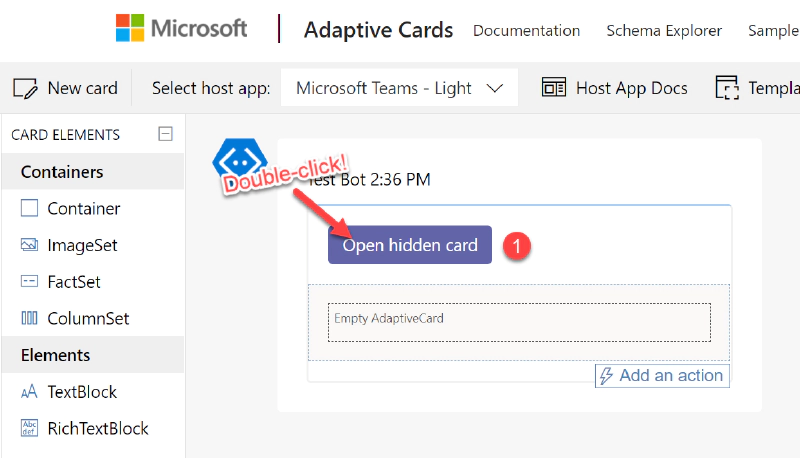 Microsoft Adaptive Cards Documentation Schema Explorer Sample
New card Select host app: Microsoft Teams - Light Host App Docs Templa
CARD ELEMENTS
Containers
Container
ImageSet
FactSet
ColumnSet
Elements
TextBlock
RichTextBlock
Double-click!
Test Bot 2:36 PM
Open hidden card 1
Empty AdaptiveCard
Add an action
Abc
def